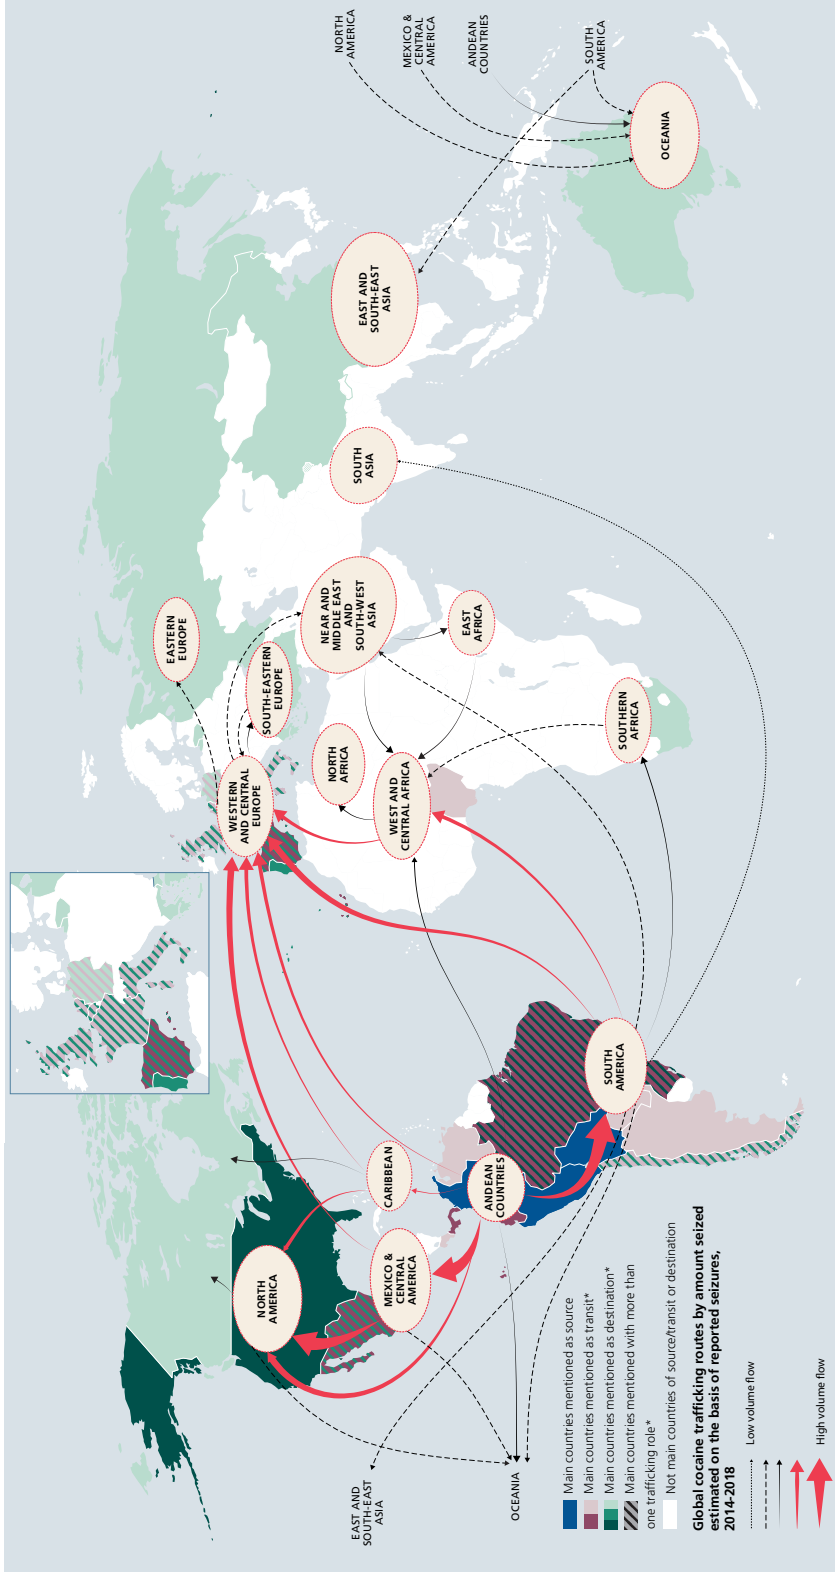 NORTH
AMERICA
MEXICO &
CENTRAL
AMERICA
ANDEAN
COUNTRIES
SOUTH
AMERICA
OCEANIA
EAST AND
SOUTH-EAST
ASIA
SOUTH
ASIA
EASTERN
EUROPE
NEAR AND
MIDDLE EAST
AND
SOUTH-WEST
ASIA
EAST
AFRICA
SOUTH-EASTERN
EUROPE
SOUTHERN
AFRICA
WESTERN
AND CENTRAL
EUROPE
NORTH
AFRICA
WEST AND
CENTRAL AFRICA
SOUTH
AMERICA
CARIBBEAN
ANDEAN
COUNTRIES
NORTH
AMERICA
MEXICO &
CENTRAL
AMERICA
EAST AND
SOUTH-EAST
ASIA
OCEANIA
Main countries mentioned as source
Main countries mentioned as transit*
Main countries mentioned as destination*
Main countries mentioned with more than
one trafficking role*
Not main countries of source/transit or destination
Global cocaine trafficking routes by amount seized
estimated on the basis of reported seizures,
2014-2018
Low volume flow
High volume flow